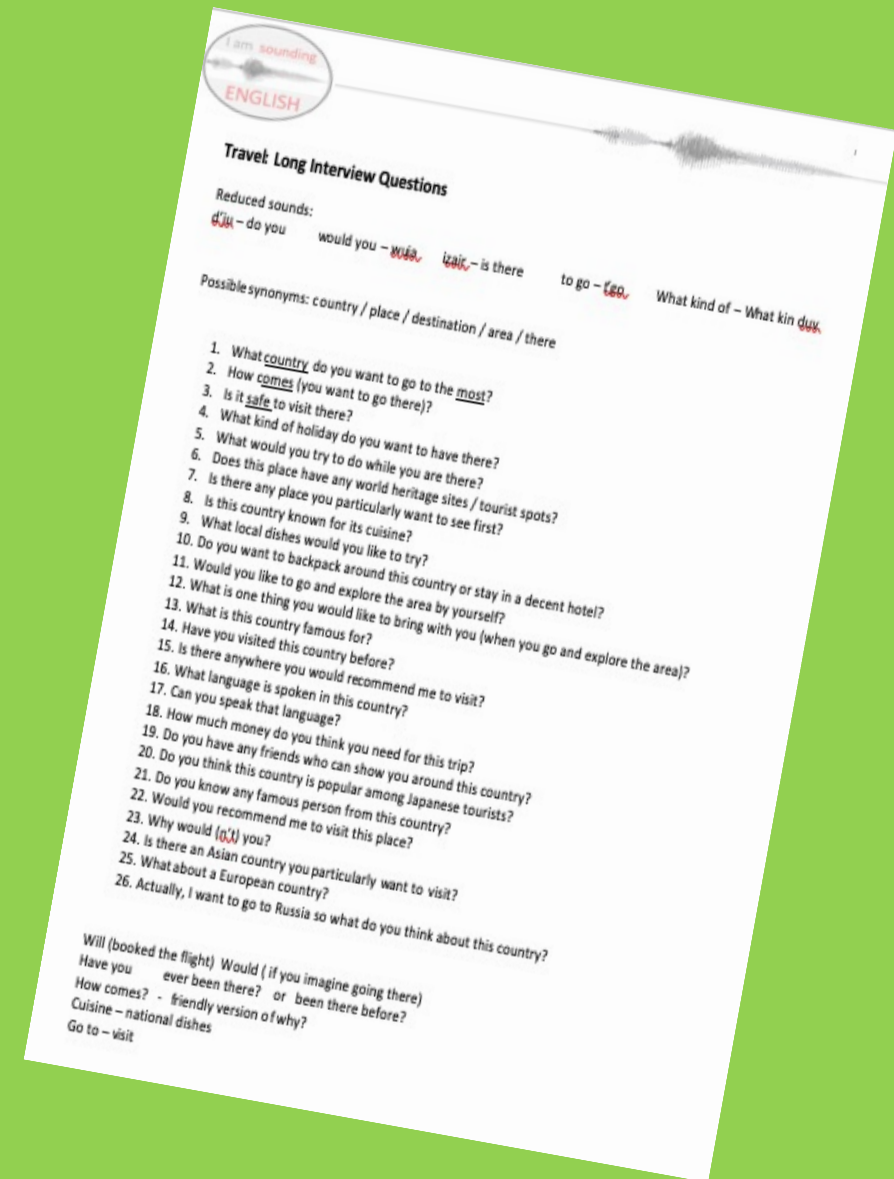 I am sounding
ENGLISH
Travel: Long Interview Questions
Reduced sounds:
d'ju – do you would you – wuja izair – is there to go – t'go What kind of – What kin duv
Possible synonyms: country / place / destination / area / there
1. What country do you want to go to the most?
2. How comes (you want to go there)?
3. Is it safe to visit there?
4. What kind of holiday do you want to have there?
5. What would you try to do while you are there?
6. Does this place have any world heritage sites / tourist spots?
7. Is there any place you particularly want to see first?
8. Is this country known for its cuisine?
9. What local dishes would you like to try?
10. Do you want to backpack around this country or stay in a decent hotel?
11. Would you like to go and explore the area by yourself?
12. What is one thing you would like to bring with you (when you go and explore the area)?
13. What is this country famous for?
14. Have you visited this country before?
15. Is there anywhere you would recommend me to visit?
16. What language is spoken in this country?
17. Can you speak that language?
18. How much money do you think you need for this trip?
19. Do you have any friends who can show you around this country?
20. Do you think this country is popular among Japanese tourists?
21. Do you know any famous person from this country?
22. Would you recommend me to visit this place?
23. Why would (n't) you?
24. Is there an Asian country you particularly want to visit?
25. What about a European country?
26. Actually, I want to go to Russia so what do you think about this country?
Will (booked the flight) Would ( if you imagine going there)
Have you ever been there? or been there before?
How comes? - friendly version of why?
Cuisine – national dishes
Go to – visit